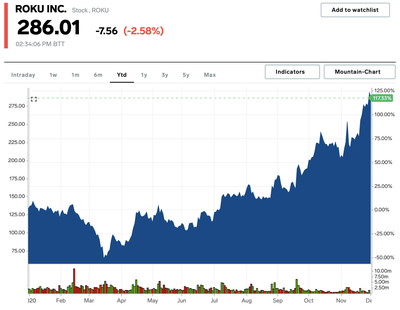 ROKU INC. Stock, ROKU
Add to watchlist
286.01 -7.56 (-2.58%)
02:34:06 PM BTT
Intraday 1w 1m 6m Ytd 1y 3y 5y Max
Indicators
Mountain-Chart
125.00%
117.33%
275.00
100.00%
250.00
225.00
75.00%
200.00
50.00%
175.00
25.00%
150.00
125.00
0.00%
100.00
-25.00%
75.00
-50.00%
10.00m
7.50m
5.00m
2.50m
Feb Mar Apr May Jun Jul Aug Sep Oct Nov